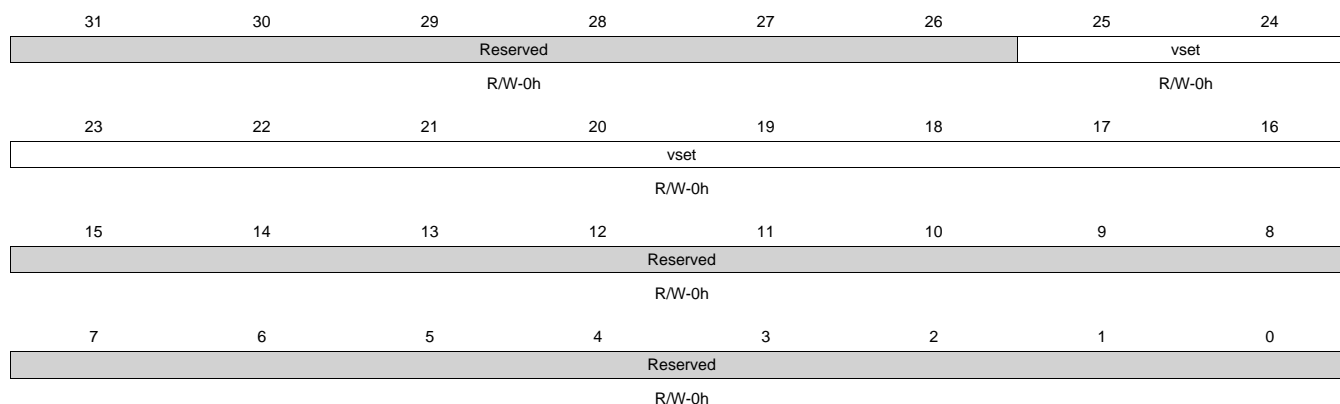 31 30 29 28 27 26 25 24
Reserved vset
R/W-0h R/W-0h
23 22 21 20 19 18 17 16
vset
R/W-0h
15 14 13 12 11 10 9 8
Reserved
R/W-0h
7 6 5 4 3 2 1 0
Reserved
R/W-0h